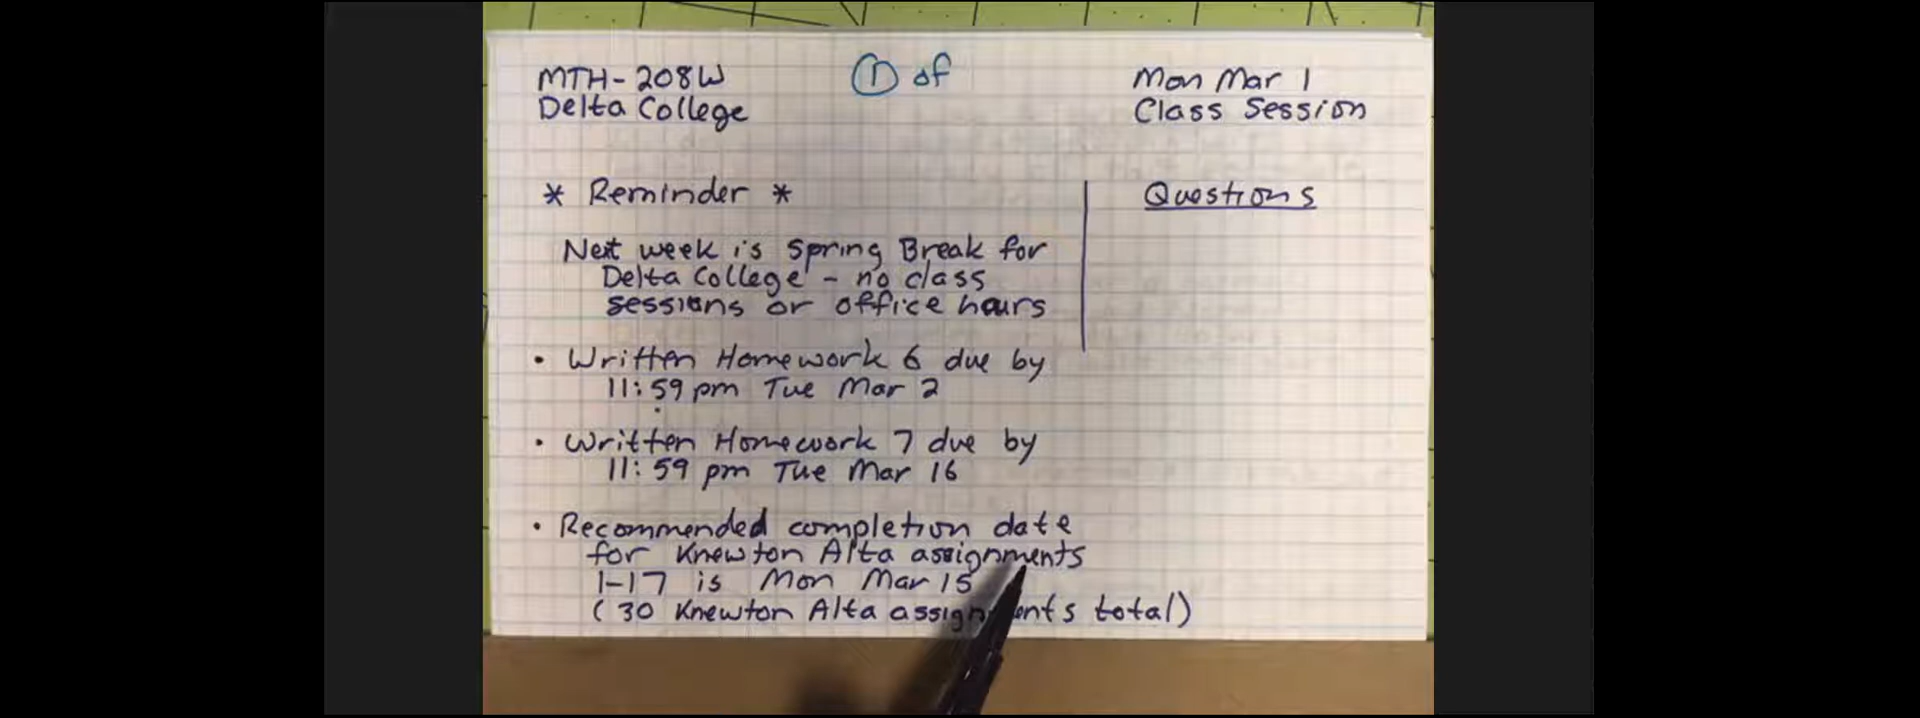 MTH-208W
Delta College
① of
Mon Mar 1
Class Session
* Reminder *
Next week is Spring Break for
Delta College - no class
sessions or office hours
• Written Homework 6 due by
11:59 pm Tue Mar 2
• Written Homework 7 due by
11:59 pm Tue Mar 16
• Recommended completion date
for Knewton Alta assignments
1-17 is Mon Mar 15
(30 Knewton Alta assignments total)
Questions